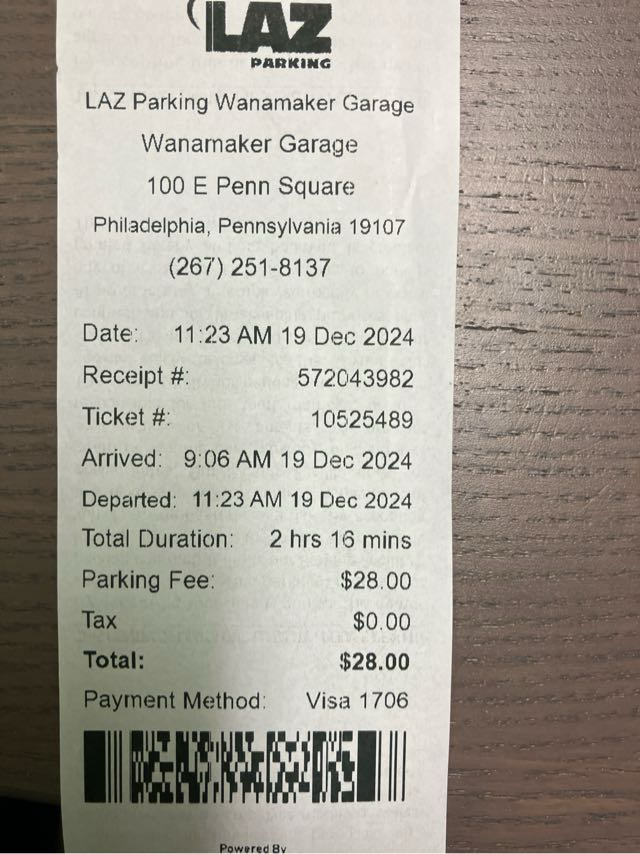 LAZ
PARKING
LAZ Parking Wanamaker Garage
Wanamaker Garage
100 E Penn Square
Philadelphia, Pennsylvania 19107
(267) 251-8137
Date: 11:23 AM 19 Dec 2024
Receipt #: 572043982
Ticket #: 10525489
Arrived: 9:06 AM 19 Dec 2024
Departed: 11:23 AM 19 Dec 2024
Total Duration: 2 hrs 16 mins
Parking Fee: $28.00
Tax $0.00
Total: $28.00
Payment Method: Visa 1706
Powered By